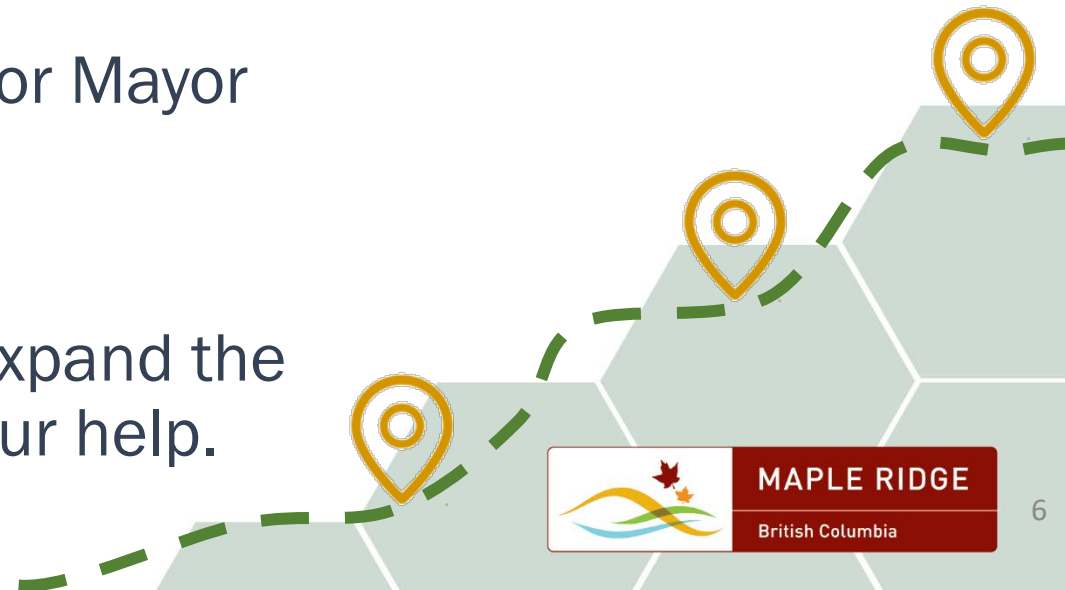 or Mayor
xpand the
ur help.
MAPLE RIDGE
British Columbia
6